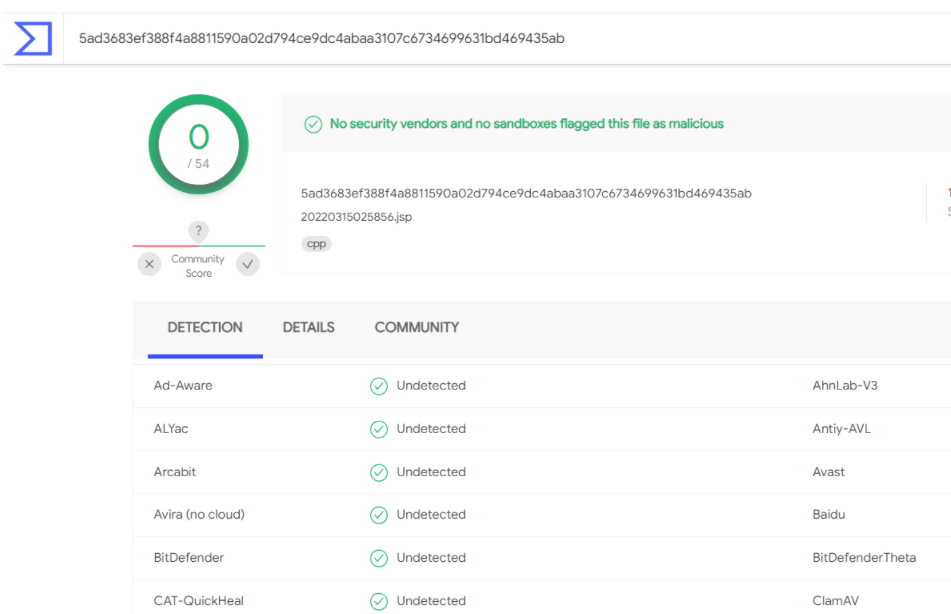 5ad3683ef388f4a8811590a02d794ce9dc4abaa3107c6734699631bd469435ab
0
/ 54
No security vendors and no sandboxes flagged this file as malicious
5ad3683ef388f4a8811590a02d794ce9dc4abaa3107c6734699631bd469435ab
20220315025856.jsp
cpp
?
Community
Score
DETECTION DETAILS COMMUNITY
Ad-Aware Undetected AhnLab-V3
ALYac Undetected Antiy-AVL
Arcabit Undetected Avast
Avira (no cloud) Undetected Baidu
BitDefender Undetected BitDefenderTheta
CAT-QuickHeal Undetected ClamAV